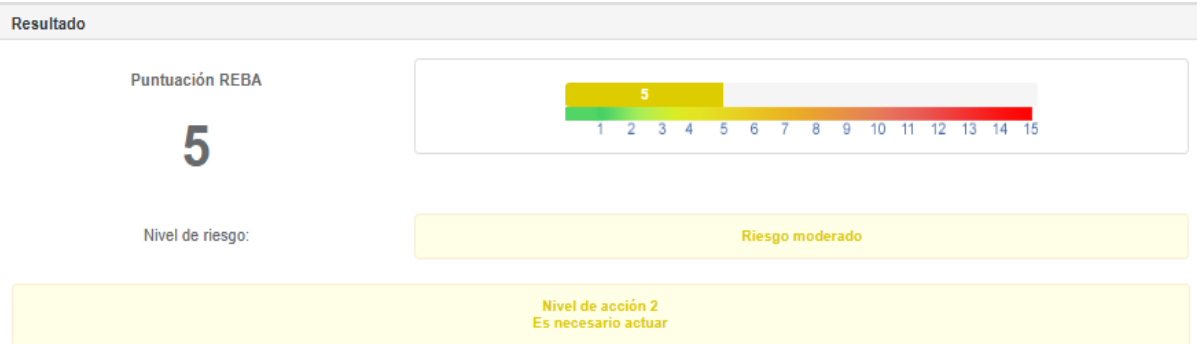 Resultado
Puntuación REBA
5
5
1 2 3 4 5 6 7 8 9 10 11 12 13 14 15
Nivel de riesgo:
Riesgo moderado
Nivel de acción 2
Es necesario actuar